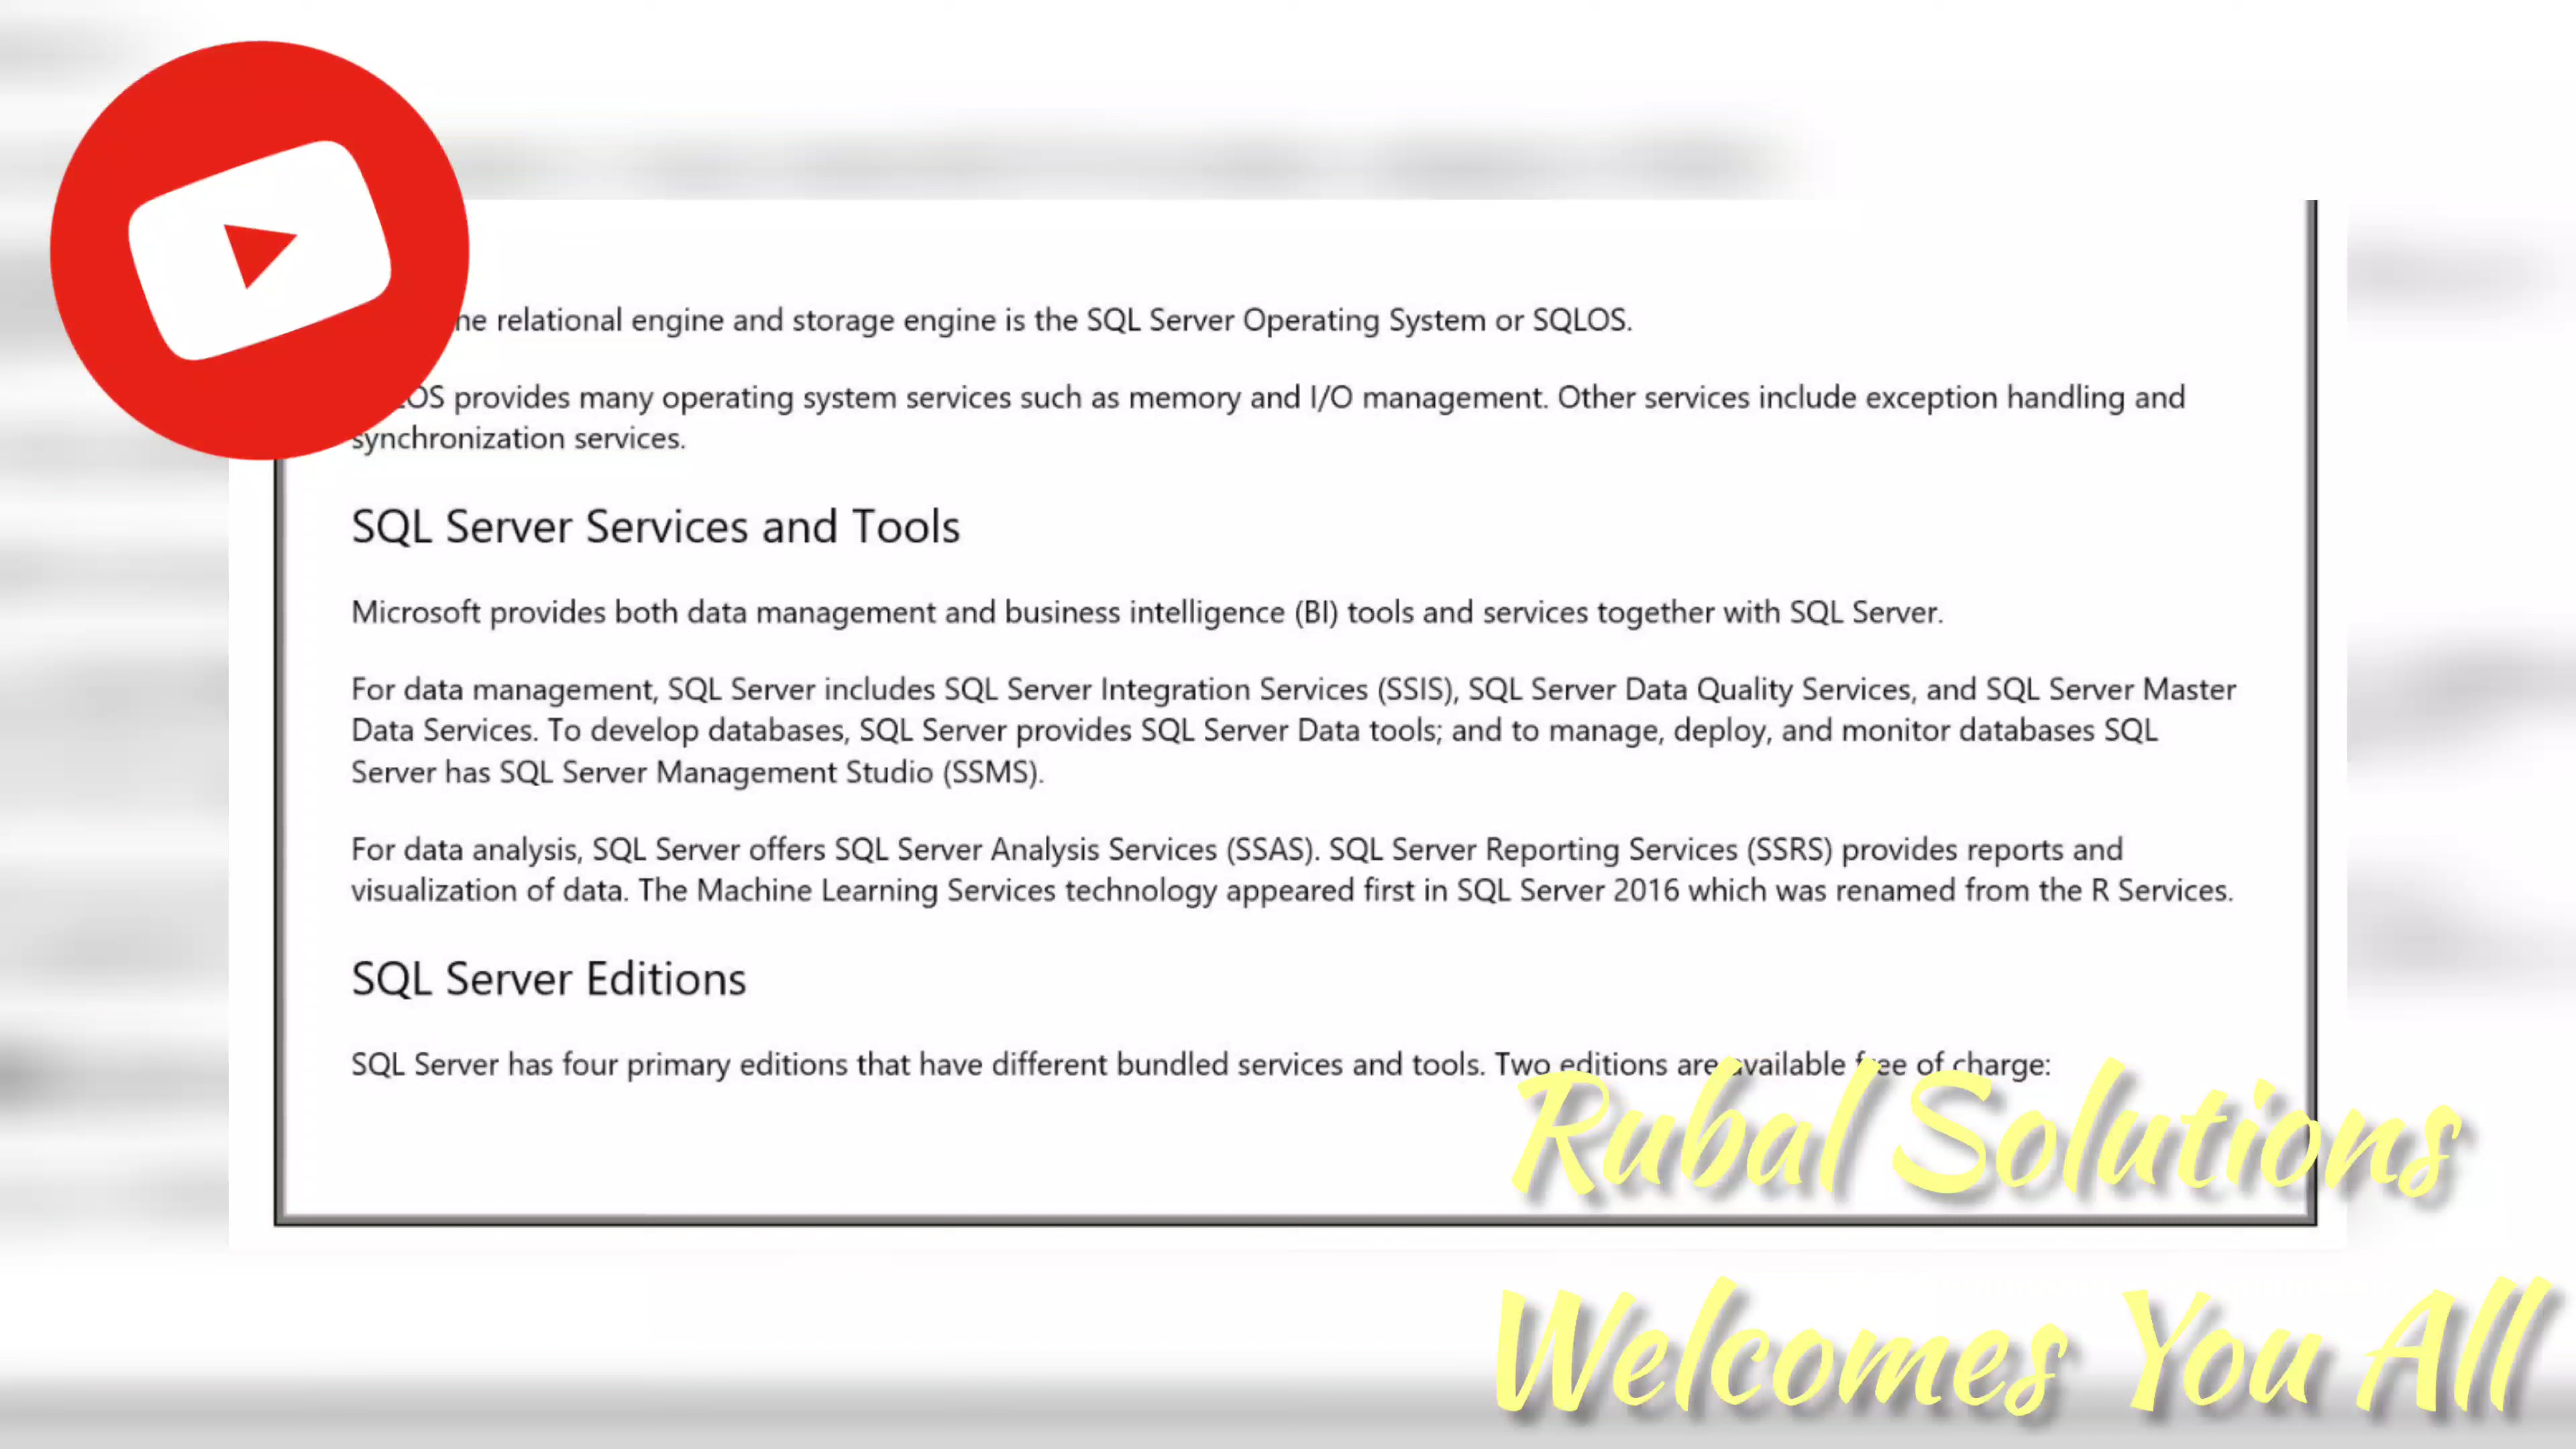 relational engine and storage engine is the SQL Server Operating System or SQLOS.
provides many operating system services such as memory and I/O management. Other services include exception handling and
synchronization services.
SQL Server Services and Tools
Microsoft provides both data management and business intelligence (BI) tools and services together with SQL Server.
For data management, SQL Server includes SQL Server Integration Services (SSIS), SQL Server Data Quality Services, and SQL Server Master
Data Services. To develop databases, SQL Server provides SQL Server Data tools; and to manage, deploy, and monitor databases SQL
Server has SQL Server Management Studio (SSMS).
For data analysis, SQL Server offers SQL Server Analysis Services (SSAS). SQL Server Reporting Services (SSRS) provides reports and
visualization of data. The Machine Learning Services technology appeared first in SQL Server 2016 which was renamed from the R Services.
SQL Server Editions
SQL Server has four primary editions that have different bundled services and tools. Two editions are available free of charge:
Rubal Solutions
Welcomes You All